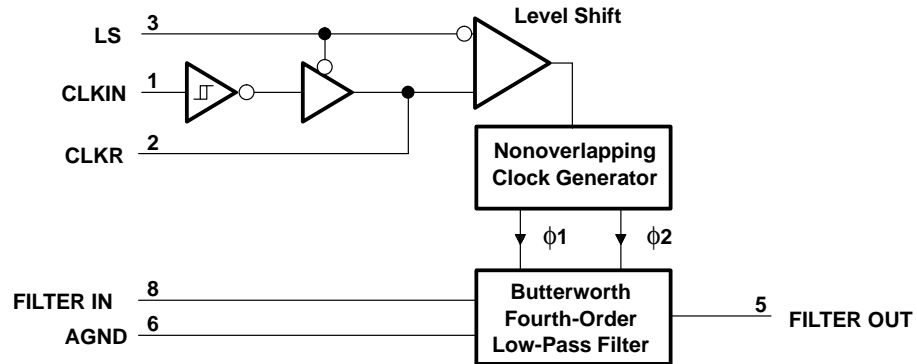 Level Shift
LS 3
CLKIN 1
CLKR 2
Nonoverlapping
Clock Generator
ϕ1 ϕ2
FILTER IN 8
AGND 6
Butterworth
Fourth-Order
Low-Pass Filter
5 FILTER OUT